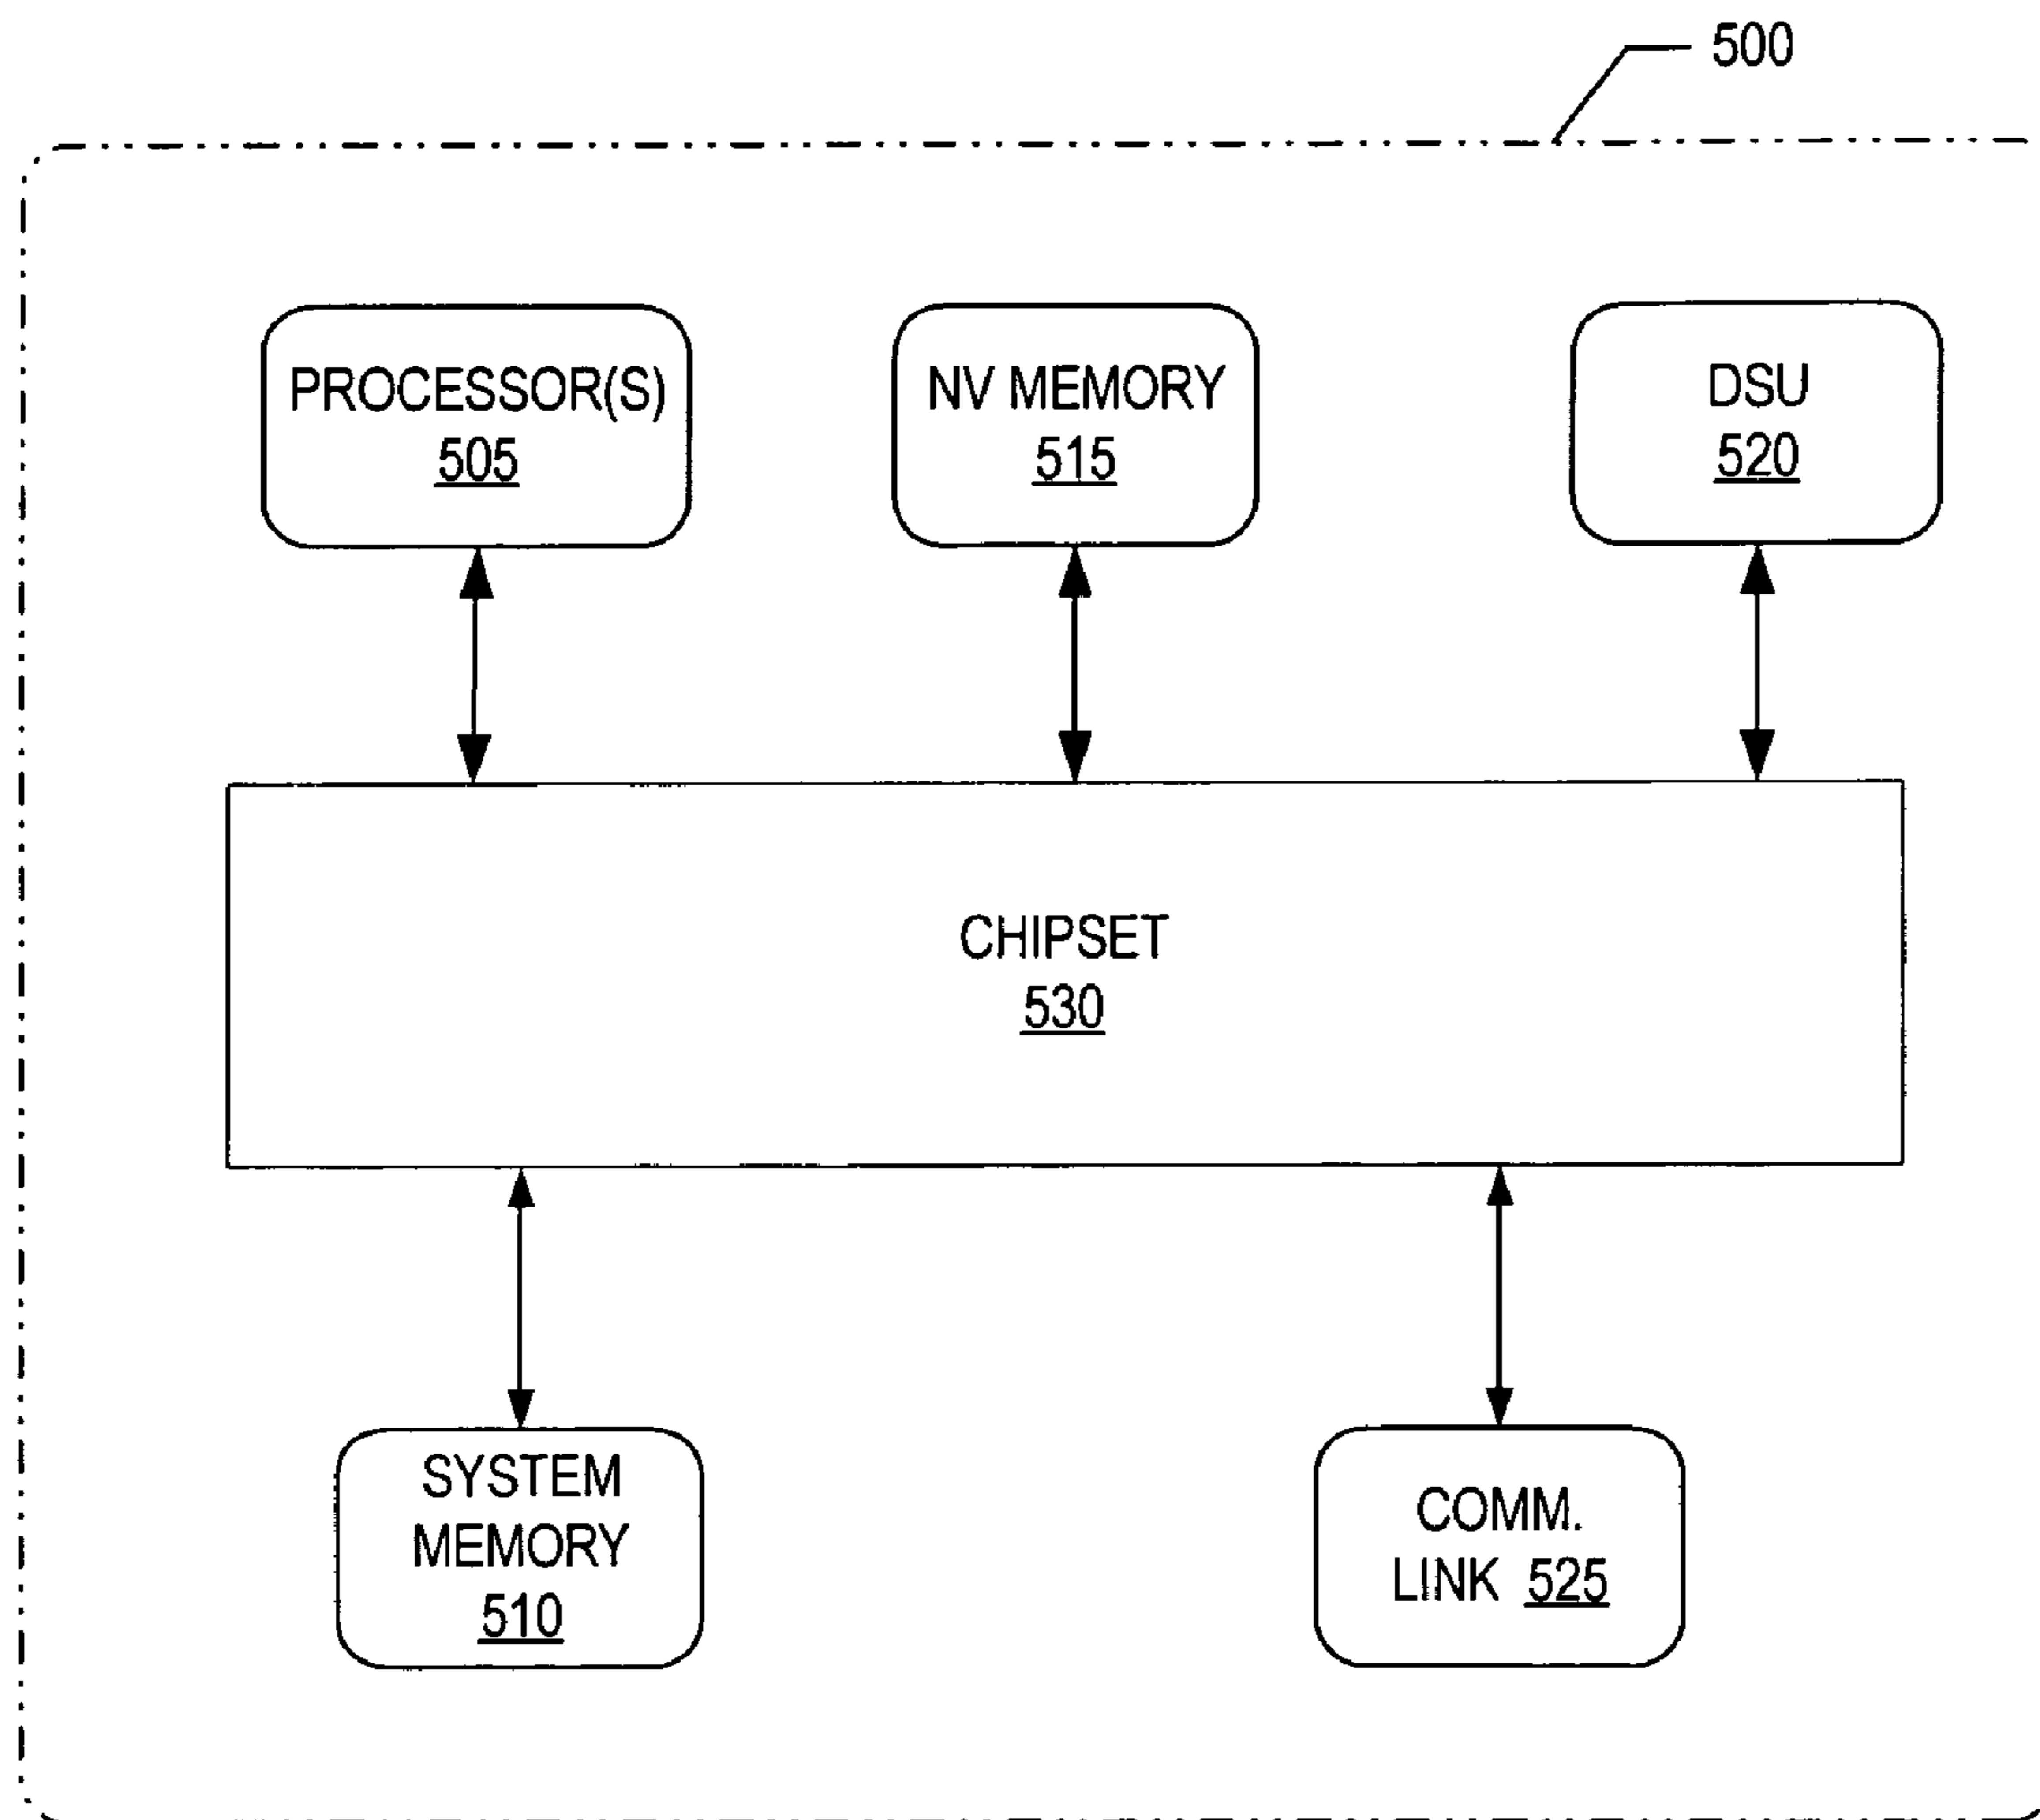 500
PROCESSOR(S)
505
NV MEMORY
515
DSU
520
CHIPSET
530
SYSTEM
MEMORY
510
COMM.
LINK 525